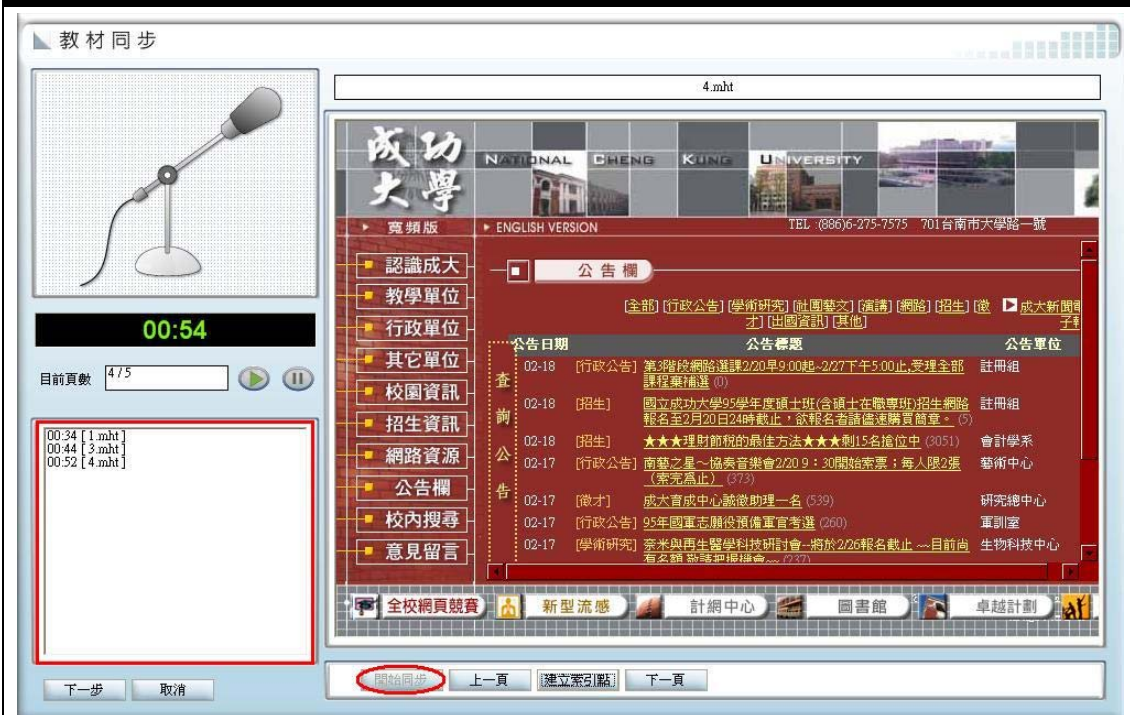 教材同步
4.mht
成功
大學
NATIONAL CHENG KUNG UNIVERSITY
寬頻版
ENGLISH VERSION
TEL :(886)6-275-7575 701台南市大學路一號
認識成大
教學單位
行政單位
其它單位
校園資訊
招生資訊
網路資源
公告欄
校內搜尋
意見留言
公告欄
[全部] [行政公告] [學術研究] [社團藝文] [演講] [網路] [招生] [徵
才] [出國資訊] [其他]
成大新聞
查詢公告
公告日期 公告標題 公告單位
02-18 [行政公告] 第3階段網路選課2/20早9:00起~2/27下午5:00止,受理全部 註冊組
課程棄補選 (0)
02-18 [招生] 國立成功大學95學年度碩士班(含碩士在職專班)招生網路 註冊組
報名至2月20日24時截止，欲報名者請儘速購買簡章。 (5)
02-18 [招生] ★★★理財節稅的最佳方法★★★剩15名搶位中 (3051) 會計學系
02-17 [行政公告] 南藝之星～協奏音樂會2/20 9：30開始索票；每人限2張 藝術中心
（索完為止） (373)
02-17 [徵才] 成大育成中心誠徵助理一名 (539) 研究總中心
02-17 [行政公告] 95年國軍志願役預備軍官考選 (260) 軍訓室
02-17 [學術研究] 奈米與再生醫學科技研討會--將於2/26報名截止 ~~目前尚 生物科技中心
有名額 敬請把握機會~~ (237)
全校網頁競賽 新型流感 計網中心 圖書館 卓越計劃
00:54
目前頁數 4/5
00:34 [ 1.mht ]
00:44 [ 3.mht ]
00:52 [ 4.mht ]
下一步 取消
開始同步 上一頁 建立索引點 下一頁